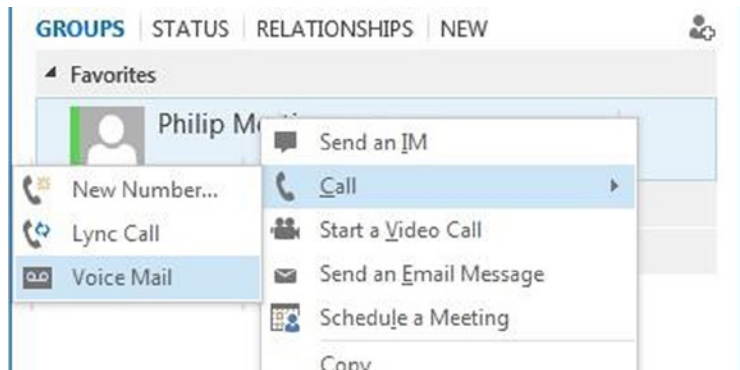 GROUPS STATUS RELATIONSHIPS NEW
Favorites
Philip
Send an IM
New Number...
Call
Lync Call
Start a Video Call
Voice Mail
Send an Email Message
Schedule a Meeting
Copy